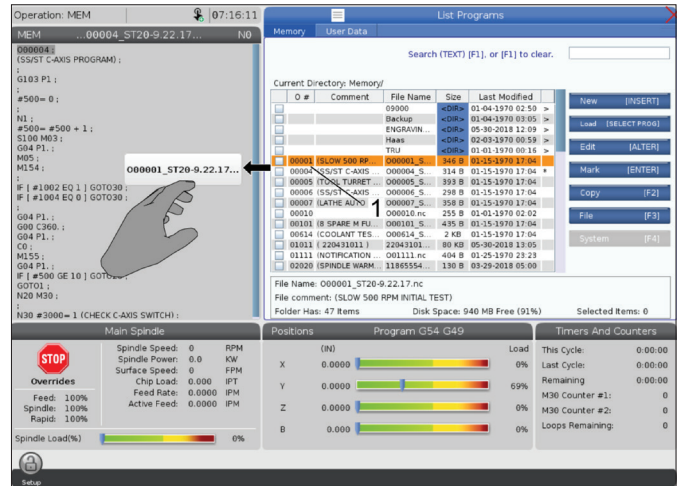 Operation: MEM
07:16:11
List Programs
MEM ...00004_ST20-9.22.17... N0
Memory User Data
O00004 ;
(SS/ST C-AXIS PROGRAM) ;
;
G103 P1 ;
;
#500= 0 ;
;
N1 ;
#500= #500 + 1 ;
S100 M03 ;
G04 P1. ;
M05 ;
M154 ;
;
IF [ #1002 EQ 1 ] GOTO30 ;
IF [ #1004 EQ 0 ] GOTO30 ;
;
G04 P1. ;
G00 C360. ;
G04 P1. ;
C0 ;
M155 ;
G04 P1. ;
IF [ #500 GE 10 ] GOTO20 ;
GOTO1 ;
N20 M30 ;
;
N30 #3000= 1 (CHECK C-AXIS SWITCH) ;
O00001_ST20-9.22.17...
1
Search (TEXT) [F1], or [F1] to clear.
Current Directory: Memory/
O # Comment File Name Size Last Modified
09000 <DIR> 01-04-1970 02:50 >
Backup <DIR> 01-04-1970 03:05 >
ENGRAVIN... <DIR> 05-30-2018 12:09 >
Haas <DIR> 02-03-1970 00:59 >
TRU <DIR> 01-01-1970 00:16 >
00001 (SLOW 500 RP... O00001_S... 346 B 01-15-1970 17:04
00004 (SS/ST C-AXIS ... O00004_S... 314 B 01-15-1970 17:04 *
00005 (TOOL TURRET ... O00005_S... 393 B 01-15-1970 17:04
00006 (SS/ST C-AXIS ... O00006_S... 298 B 01-15-1970 17:04
00007 (LATHE AUTO ... O00007_S... 358 B 01-15-1970 17:04
00010 O00010.nc 255 B 01-01-1970 02:02
00101 (8 SPARE M FU... O00101_S... 435 B 01-15-1970 17:04
00614 (COOLANT TES... O00614_S... 2 KB 01-15-1970 17:04
01011 ( 220431011 ) 22043101... 80 KB 05-30-2018 13:05
01111 (NOTIFICATION ... O01111.nc 404 B 01-25-1970 23:23
02020 (SPINDLE WARM... 11865554... 130 B 03-29-2018 05:00
New [INSERT]
Load [SELECT PROG]
Edit [ALTER]
Mark [ENTER]
Copy [F2]
File [F3]
System [F4]
File Name: O00001_ST20-9.22.17...nc
File comment: (SLOW 500 RPM INITIAL TEST)
Folder Has: 47 Items Disk Space: 940 MB Free (91%) Selected Items: 0
Main Spindle
STOP
Overrides
Feed: 100%
Spindle: 100%
Rapid: 100%
Spindle Speed: 0 RPM
Spindle Power: 0.0 KW
Surface Speed: 0 FPM
Chip Load: 0.000 IPT
Feed Rate: 0.0000 IPM
Active Feed: 0.0000 IPM
Spindle Load(%) 0%
Positions Program G54 G49
(IN) Load
X 0.0000 0%
Y 0.0000 69%
Z 0.0000 0%
B 0.000 0%
Timers And Counters
This Cycle: 0:00:00
Last Cycle: 0:00:00
Remaining 0:00:00
M30 Counter #1: 0
M30 Counter #2: 0
Loops Remaining: 0
Setup